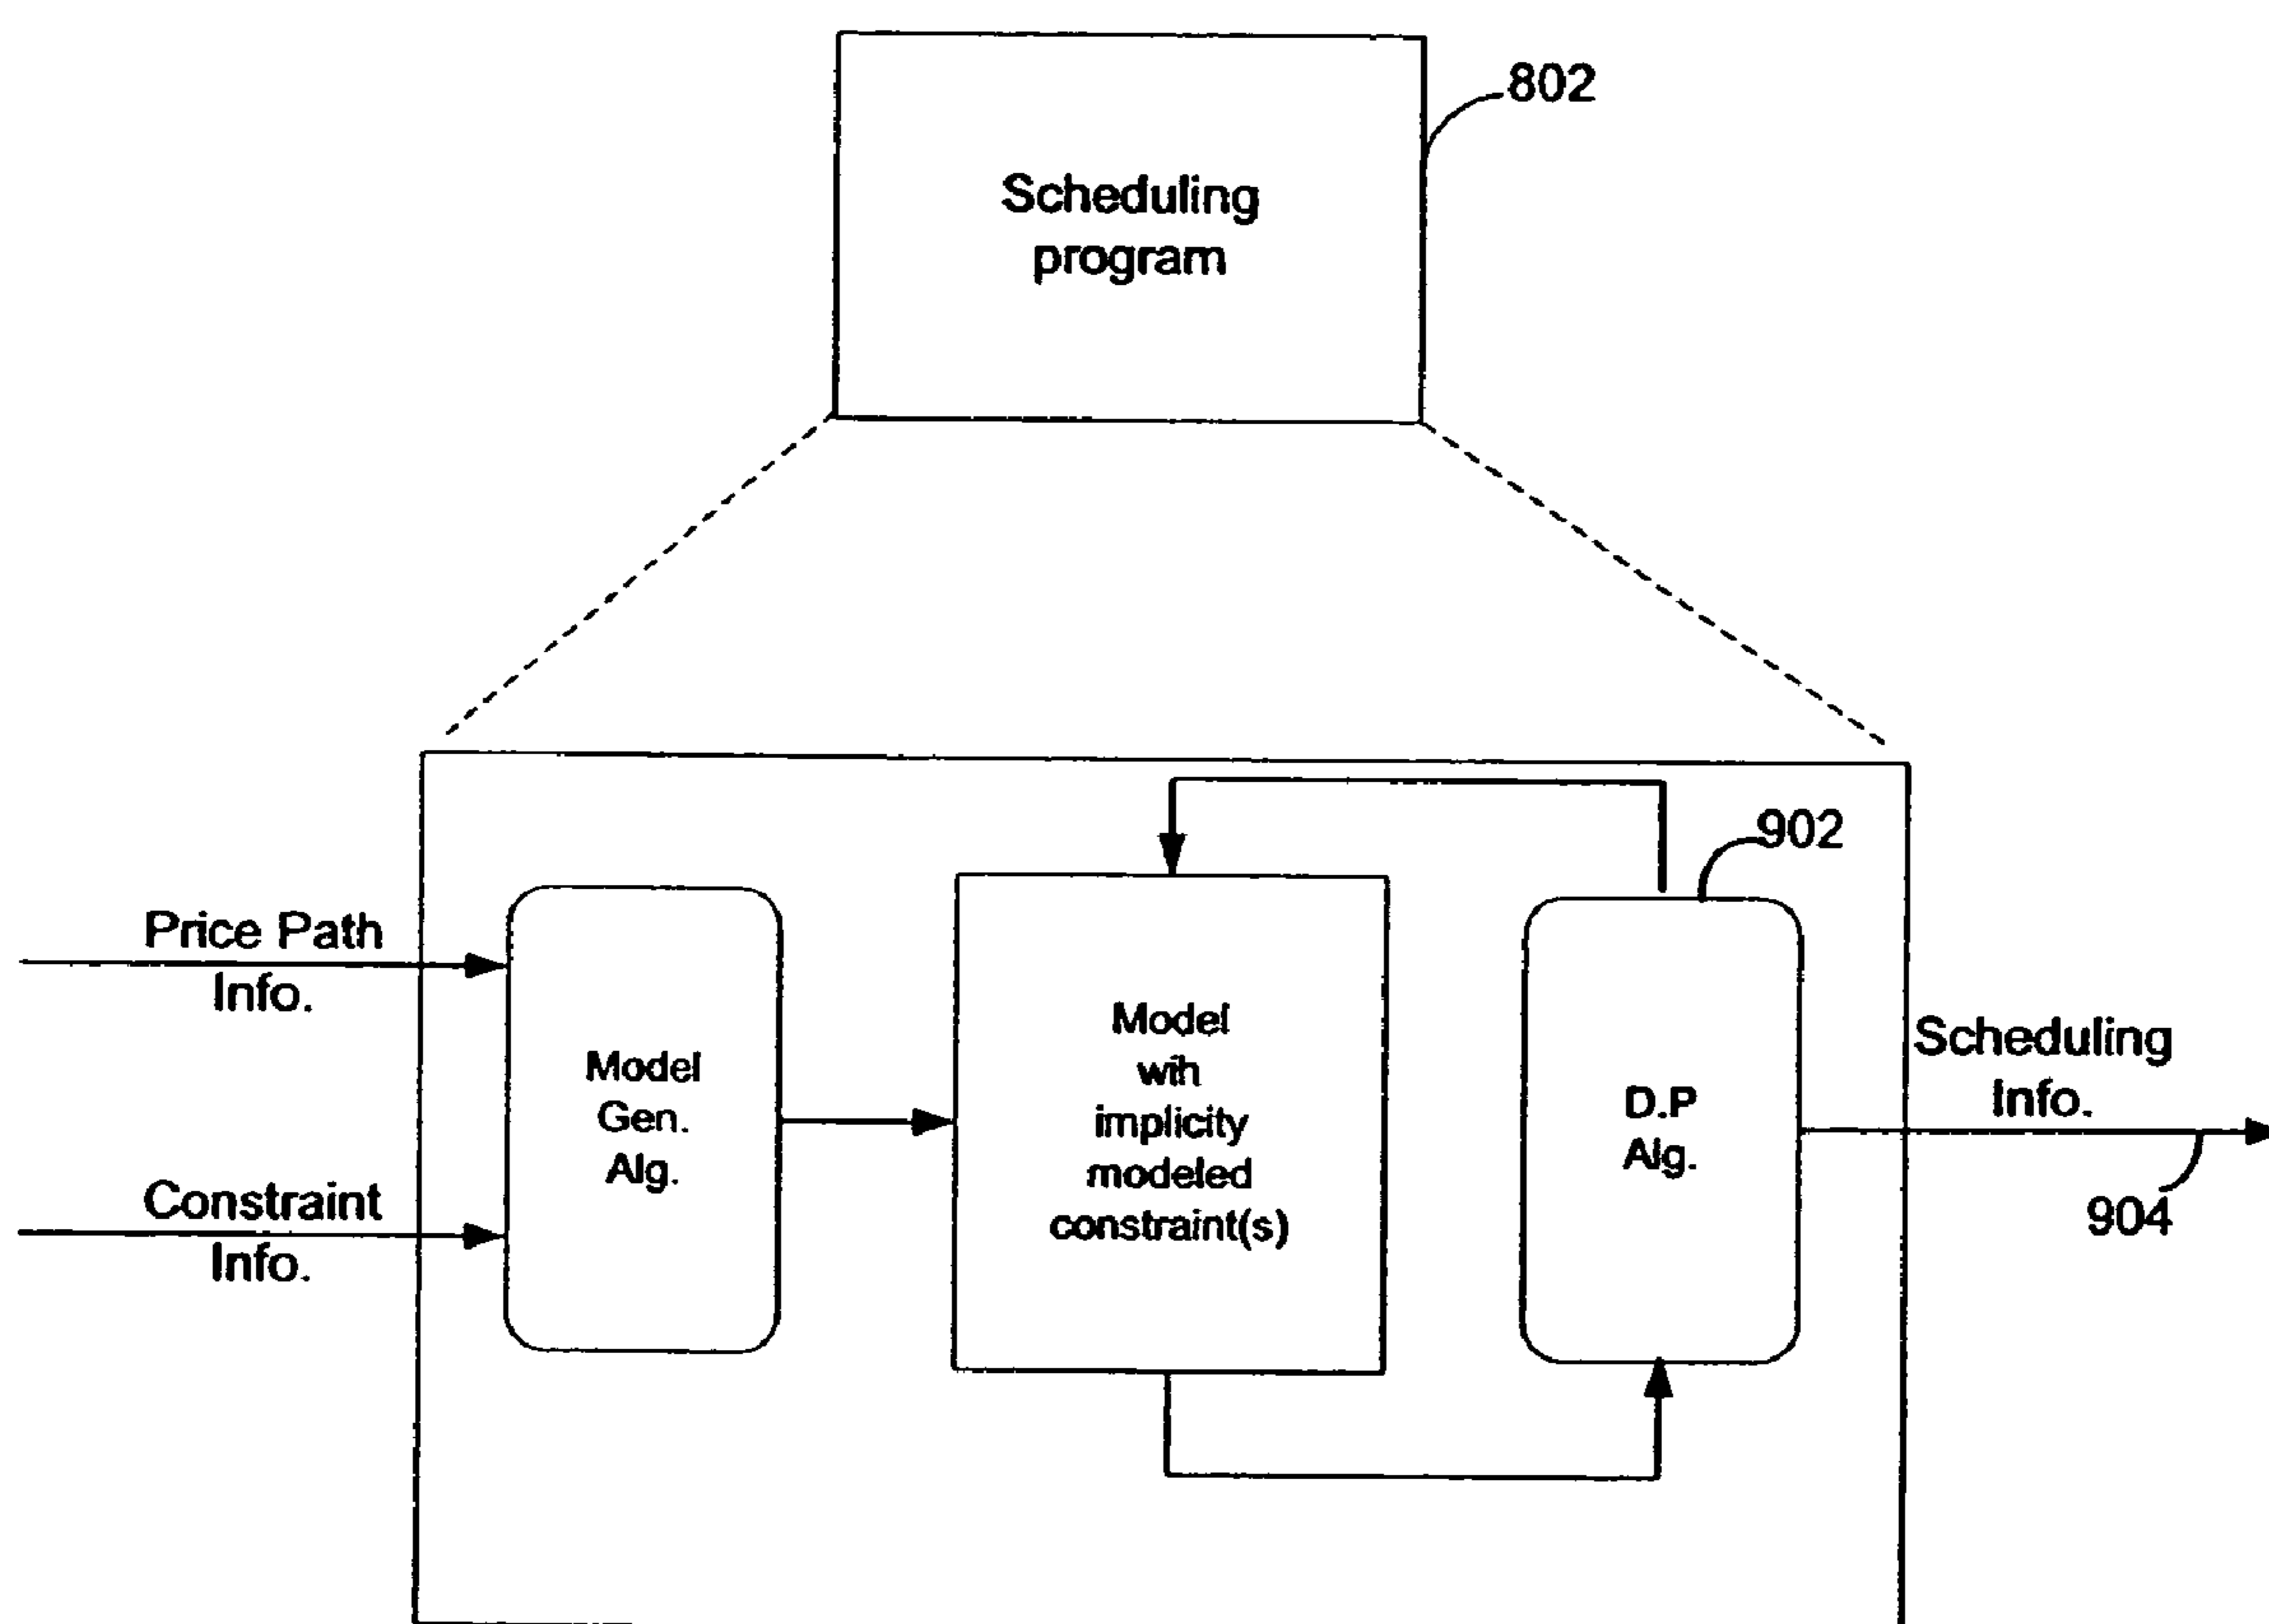 802
Scheduling
program
902
Price Path
Info.
Constraint
Info.
Model
Gen.
Alg.
Model
wih
implicity
modeled
constraint(s)
D.P
Alg.
Scheduling
Info.
904